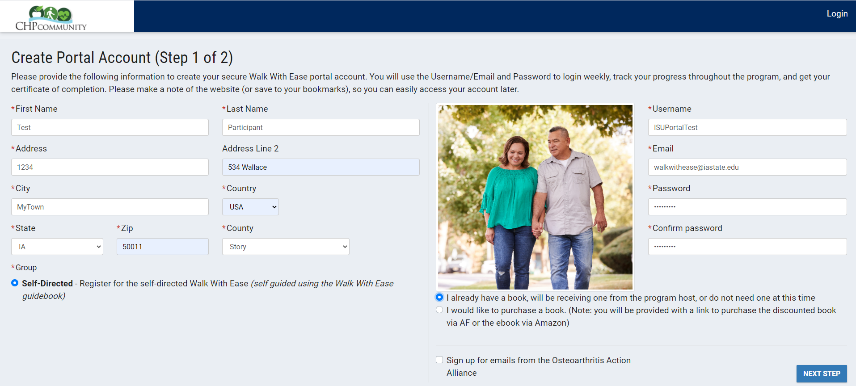 CHPCOMMUNITY
Login
Create Portal Account (Step 1 of 2)
Please provide the following information to create your secure Walk With Ease portal account. You will use the Username/Email and Password to login weekly, track your progress throughout the program, and get your
certificate of completion. Please make a note of the website (or save to your bookmarks), so you can easily access your account later.
*First Name
*Last Name
*Username
Test
Participant
ISUPortalTest
*Address
Address Line 2
*Email
1234
534 Wallace
walkwithease@iastate.edu
*City
*Country
*Password
MyTown
USA
*State
*Zip
*County
*Confirm password
IA
50011
Story
*Group
Self-Directed - Register for the self-directed Walk With Ease (self guided using the Walk With Ease
guidebook)
I already have a book, will be receiving one from the program host, or do not need one at this time
I would like to purchase a book. (Note: you will be provided with a link to purchase the discounted book
via AF or the ebook via Amazon)
Sign up for emails from the Osteoarthritis Action
Alliance
NEXT STEP